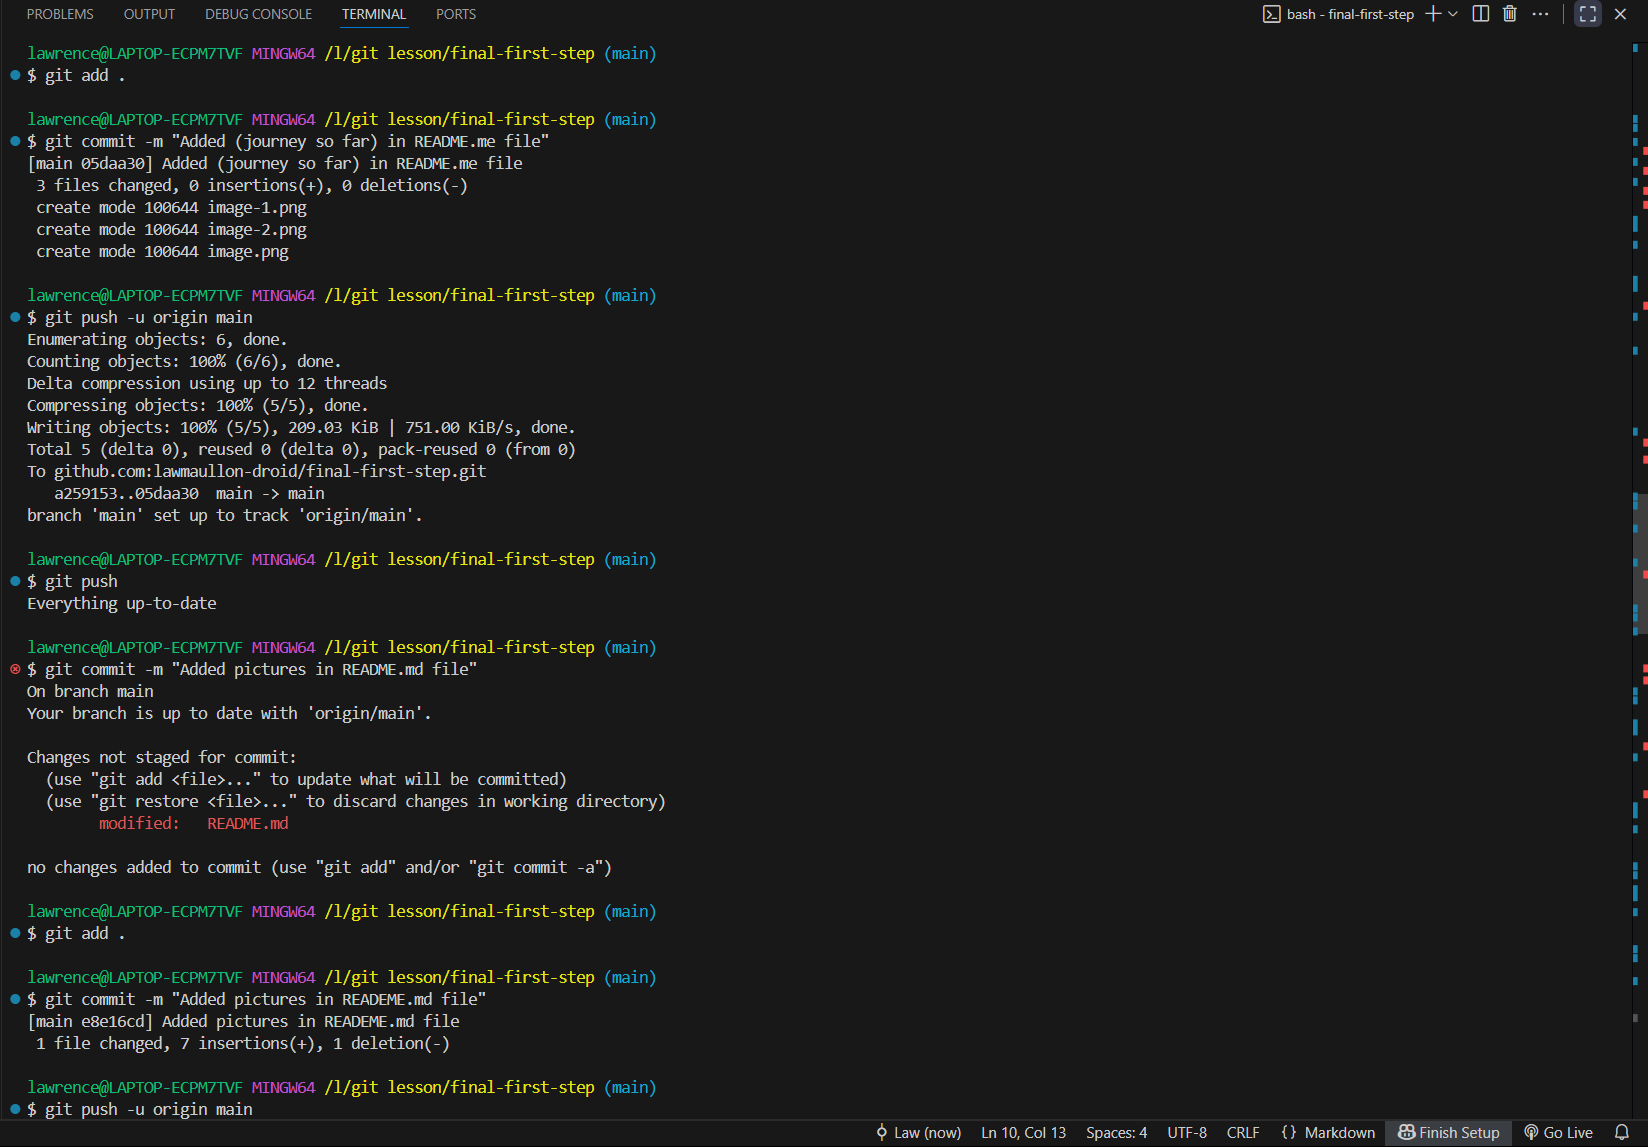 PROBLEMS OUTPUT DEBUG CONSOLE TERMINAL PORTS bash - final-first-step
lawrence@LAPTOP-ECPM7TVF MINGW64 /l/git lesson/final-first-step (main)
$ git add .
lawrence@LAPTOP-ECPM7TVF MINGW64 /l/git lesson/final-first-step (main)
$ git commit -m "Added (journey so far) in README.me file"
[main 05daa30] Added (journey so far) in README.me file
3 files changed, 0 insertions(+), 0 deletions(-)
create mode 100644 image-1.png
create mode 100644 image-2.png
create mode 100644 image.png
lawrence@LAPTOP-ECPM7TVF MINGW64 /l/git lesson/final-first-step (main)
$ git push -u origin main
Enumerating objects: 6, done.
Counting objects: 100% (6/6), done.
Delta compression using up to 12 threads
Compressing objects: 100% (5/5), done.
Writing objects: 100% (5/5), 209.03 KiB | 751.00 KiB/s, done.
Total 5 (delta 0), reused 0 (delta 0), pack-reused 0 (from 0)
To github.com:lawmaullon-droid/final-first-step.git
a259153..05daa30  main -> main
branch 'main' set up to track 'origin/main'.
lawrence@LAPTOP-ECPM7TVF MINGW64 /l/git lesson/final-first-step (main)
$ git push
Everything up-to-date
lawrence@LAPTOP-ECPM7TVF MINGW64 /l/git lesson/final-first-step (main)
$ git commit -m "Added pictures in README.md file"
On branch main
Your branch is up to date with 'origin/main'.
Changes not staged for commit:
(use "git add <file>..." to update what will be committed)
(use "git restore <file>..." to discard changes in working directory)
modified:   README.md
no changes added to commit (use "git add" and/or "git commit -a")
lawrence@LAPTOP-ECPM7TVF MINGW64 /l/git lesson/final-first-step (main)
$ git add .
lawrence@LAPTOP-ECPM7TVF MINGW64 /l/git lesson/final-first-step (main)
$ git commit -m "Added pictures in READEME.md file"
[main e8e16cd] Added pictures in READEME.md file
1 file changed, 7 insertions(+), 1 deletion(-)
lawrence@LAPTOP-ECPM7TVF MINGW64 /l/git lesson/final-first-step (main)
$ git push -u origin main
Law (now) Ln 10, Col 13 Spaces: 4 UTF-8 CRLF {} Markdown Finish Setup Go Live